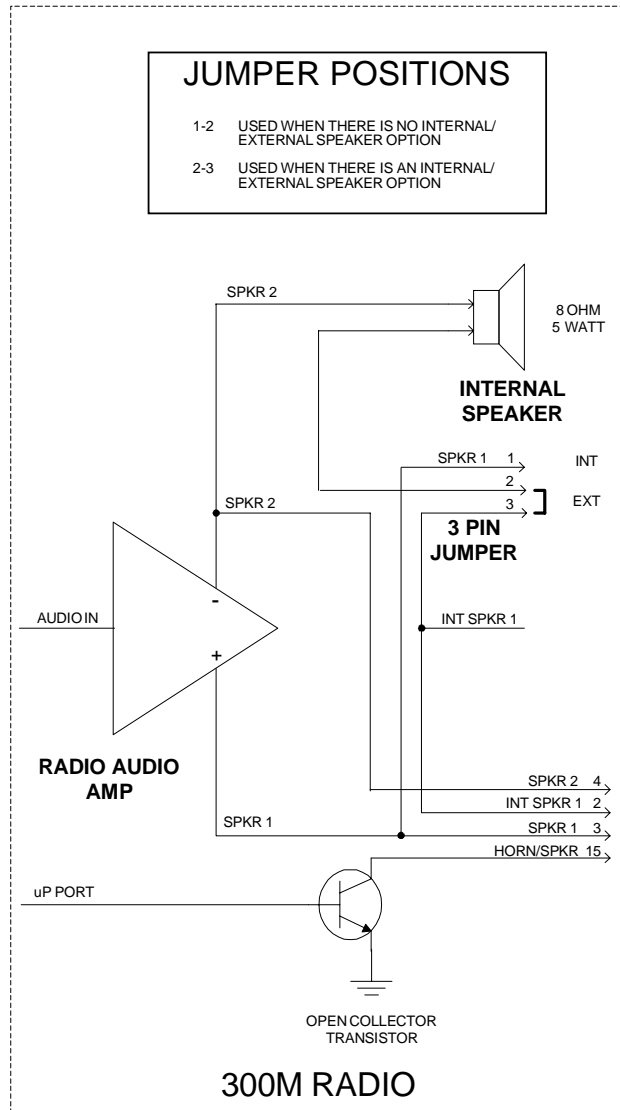 JUMPER POSITIONS
1-2 USED WHEN THERE IS NO INTERNAL/
EXTERNAL SPEAKER OPTION
2-3 USED WHEN THERE IS AN INTERNAL/
EXTERNAL SPEAKER OPTION
SPKR 2
8 OHM
5 WATT
INTERNAL
SPEAKER
SPKR 1 1 INT
2
SPKR 2
3 EXT
3 PIN
JUMPER
-
AUDIO IN
INT SPKR 1
+
RADIO AUDIO
AMP
SPKR 2 4
INT SPKR 1 2
SPKR 1
SPKR 1 3
HORN/SPKR 15
uP PORT
OPEN COLLECTOR
TRANSISTOR
300M RADIO